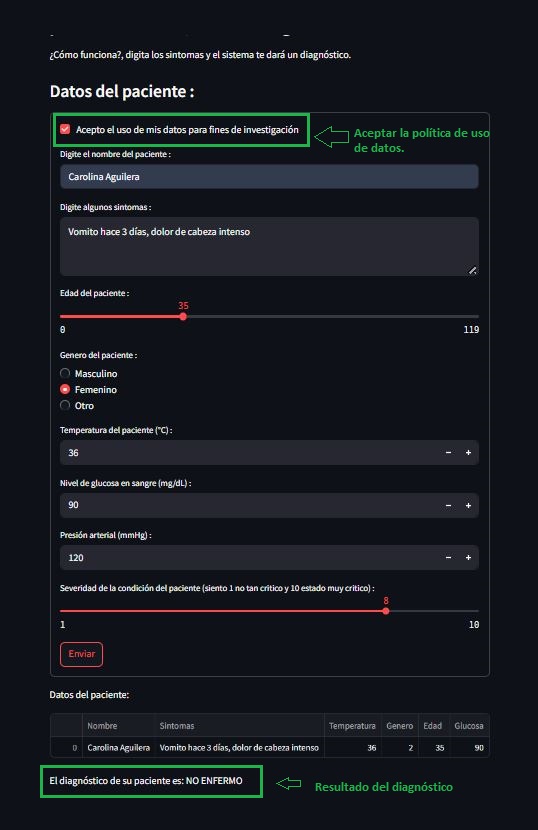 ¿Cómo funciona?, digita los sintomas y el sistema te dará un diagnóstico.
Datos del paciente :
Acepto el uso de mis datos para fines de investigación
Aceptar la política de uso
de datos.
Digite el nombre del paciente :
Carolina Aguilera
Digite algunos sintomas :
Vomito hace 3 días, dolor de cabeza intenso
Edad del paciente :
35
0 119
Genero del paciente :
Masculino
Femenino
Otro
Temperatura del paciente (°C) :
36 − +
Nivel de glucosa en sangre (mg/dL) :
90 − +
Presión arterial (mmHg) :
120 − +
Severidad de la condición del paciente (siento 1 no tan critico y 10 estado muy critico) :
8
1 10
Enviar
Datos del paciente:
Nombre Sintomas Temperatura Genero Edad Glucosa
0 Carolina Aguilera Vomito hace 3 días, dolor de cabeza intenso 36 2 35 90
El diagnóstico de su paciente es: NO ENFERMO
Resultado del diagnóstico